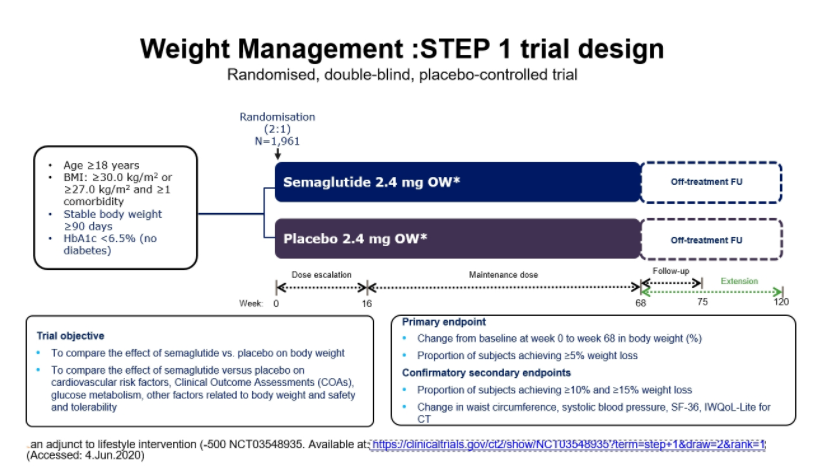 Weight Management :STEP 1 trial design
Randomised, double-blind, placebo-controlled trial
Randomisation
(2:1)
N=1,961
• Age ≥18 years
• BMI: ≥30.0 kg/m² or
≥27.0 kg/m² and ≥1
comorbidity
• Stable body weight
≥90 days
• HbA1c <6.5% (no
diabetes)
Semaglutide 2.4 mg OW*
Off-treatment FU
Placebo 2.4 mg OW*
Off-treatment FU
Dose escalation
Maintenance dose
Follow-up
Extension
Week: 0 16 68 75 120
Trial objective
• To compare the effect of semaglutide vs. placebo on body weight
• To compare the effect of semaglutide versus placebo on
cardiovascular risk factors, Clinical Outcome Assessments (COAs),
glucose metabolism, other factors related to body weight and safety
and tolerability
Primary endpoint
• Change from baseline at week 0 to week 68 in body weight (%)
• Proportion of subjects achieving ≥5% weight loss
Confirmatory secondary endpoints
• Proportion of subjects achieving ≥10% and ≥15% weight loss
• Change in waist circumference, systolic blood pressure, SF-36, IWQoL-Lite for
CT
.an adjunct to lifestyle intervention (-500 NCT03548935. Available at: https://clinicaltrials.gov/ct2/show/NCT03548935?term=step+1&draw=2&rank=1;
(Accessed: 4.Jun.2020)